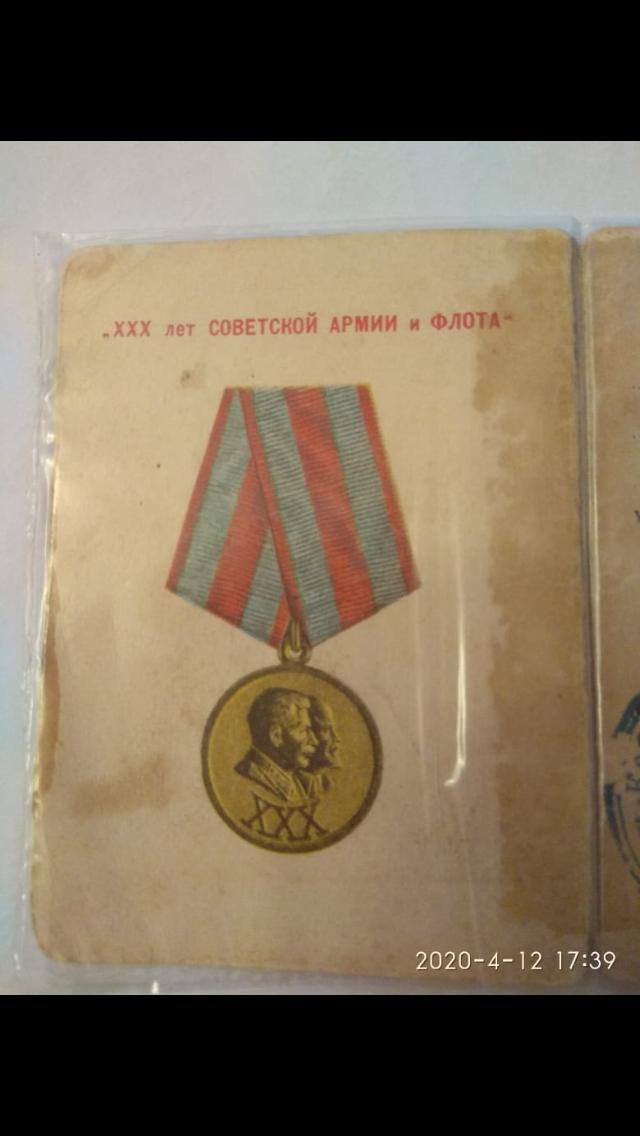 „XXX лет СОВЕТСКОЙ АРМИИ и ФЛОТА“
XXX
2020-4-12 17:39